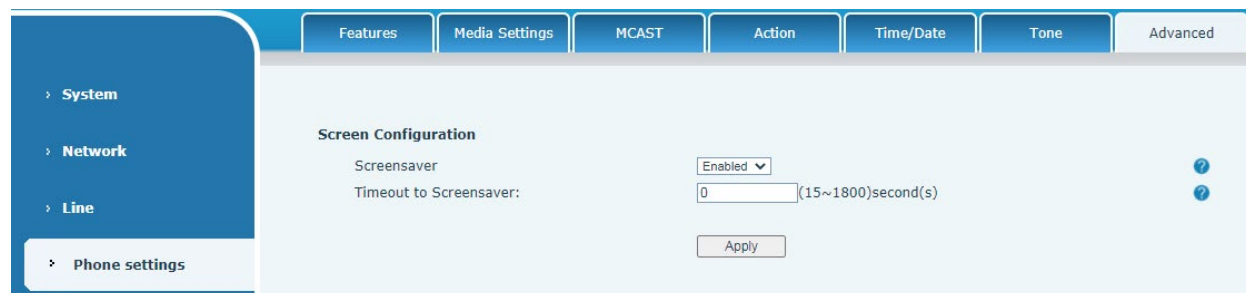 Features Media Settings MCAST Action Time/Date Tone Advanced
› System
› Network
› Line
› Phone settings
Screen Configuration
Screensaver Enabled ?
Timeout to Screensaver: 0 (15~1800)second(s) ?
Apply